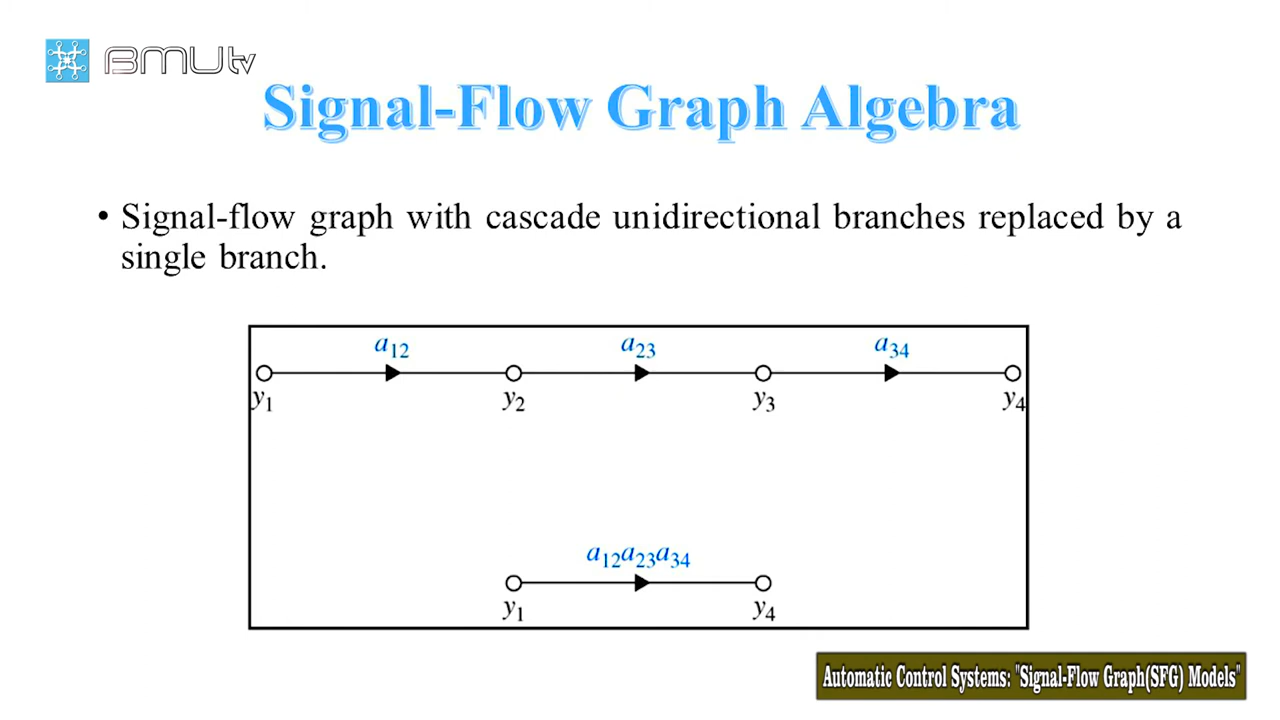 BMUtv
Signal-Flow Graph Algebra
• Signal-flow graph with cascade unidirectional branches replaced by a
single branch.
a12 a23 a34
y1 y2 y3 y4
a12a23a34
y1 y4
Automatic Control Systems: "Signal-Flow Graph(SFG) Models"